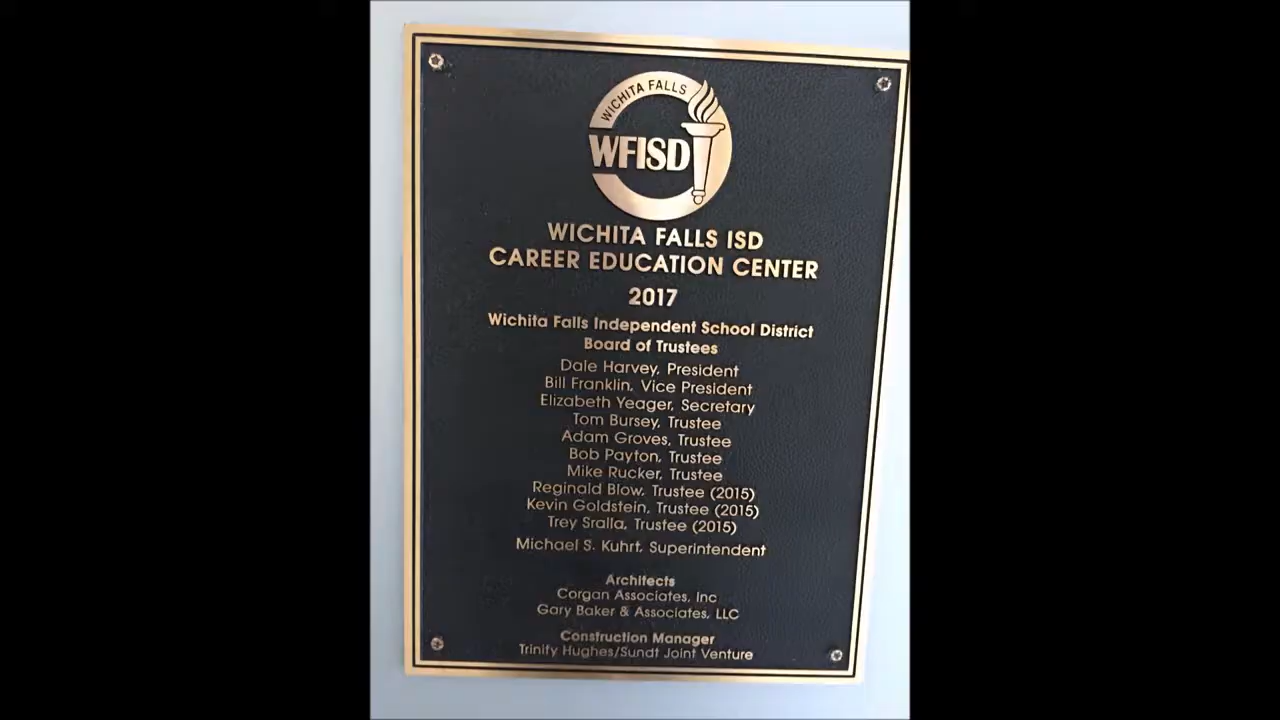 WICHITA FALLS
WFISD
WICHITA FALLS ISD
CAREER EDUCATION CENTER
2017
Wichita Falls Independent School District
Board of Trustees
Dale Harvey, President
Bill Franklin, Vice President
Elizabeth Yeager, Secretary
Tom Bursey, Trustee
Adam Groves, Trustee
Bob Payton, Trustee
Mike Rucker, Trustee
Reginald Blow, Trustee (2015)
Kevin Goldstein, Trustee (2015)
Trey Sralla, Trustee (2015)
Michael S. Kuhrt, Superintendent
Architects
Corgan Associates, Inc
Gary Baker & Associates, LLC
Construction Manager
Trinity Hughes/Sundt Joint Venture